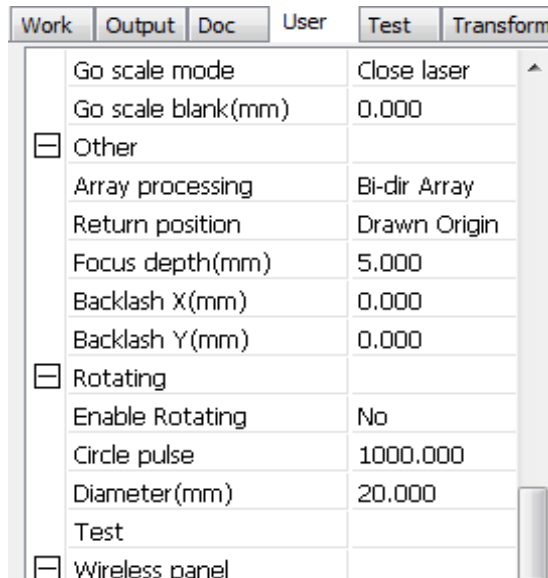 Work Output Doc User Test Transform
Go scale mode Close laser
Go scale blank(mm) 0.000
Other
Array processing Bi-dir Array
Return position Drawn Origin
Focus depth(mm) 5.000
Backlash X(mm) 0.000
Backlash Y(mm) 0.000
Rotating
Enable Rotating No
Circle pulse 1000.000
Diameter(mm) 20.000
Test
Wireless panel